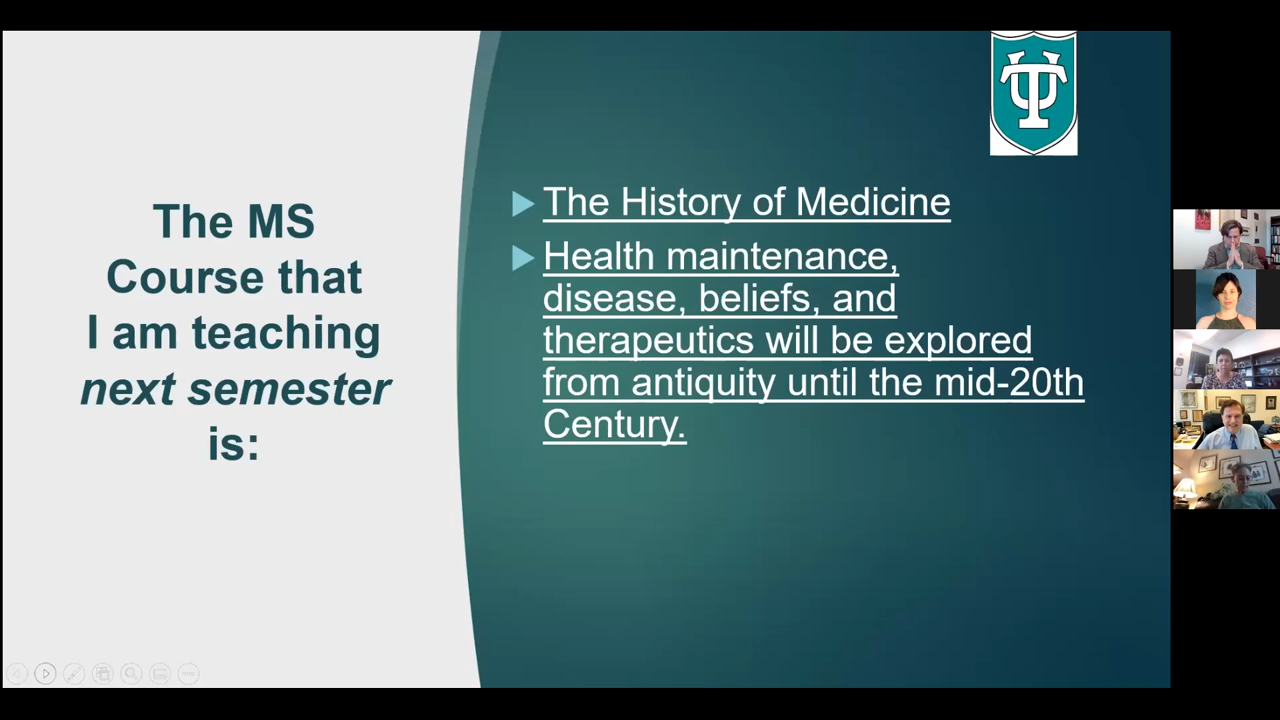 The MS
Course that
I am teaching
next semester
is:
The History of Medicine
Health maintenance,
disease, beliefs, and
therapeutics will be explored
from antiquity until the mid-20th
Century.